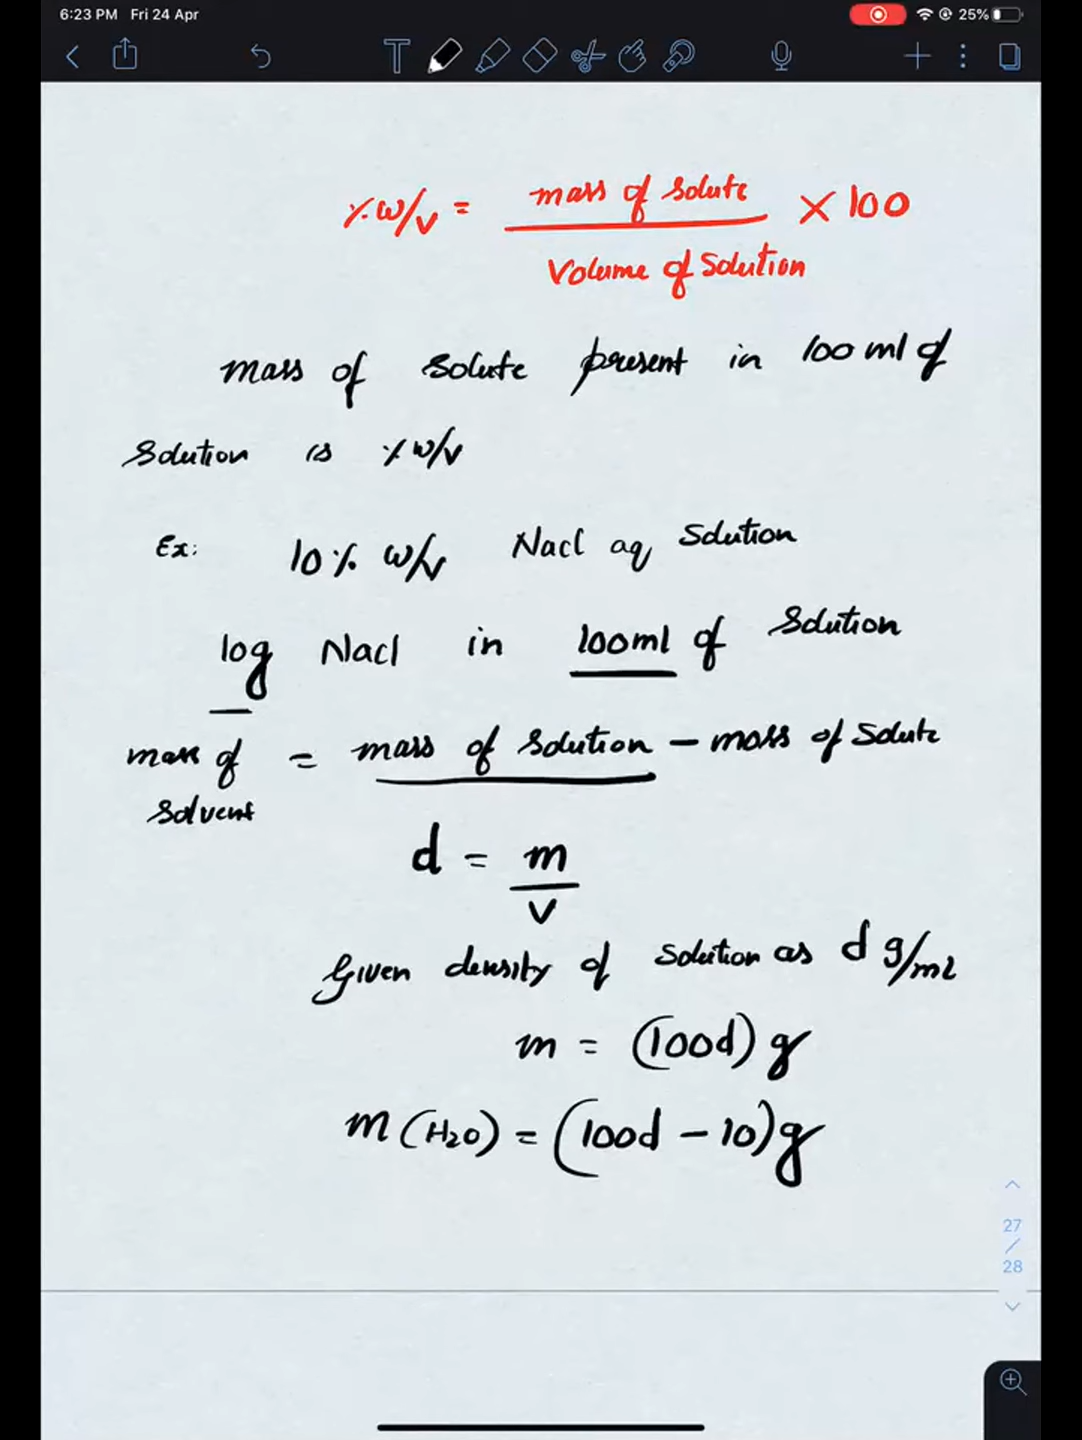 6:23 PM Fri 24 Apr 25%
T
% w/v = mass of solute / Volume of Solution × 100
mass of solute present in 100 ml of
Solution is % w/v
Ex: 10% w/v Nacl aq Solution
10g Nacl in 100ml of Solution
mass of solvent = mass of solution - mass of Solute
d = m / v
Given density of solution as d g/mL
m = (100d) g
m (H2O) = (100d - 10) g
27
/
28